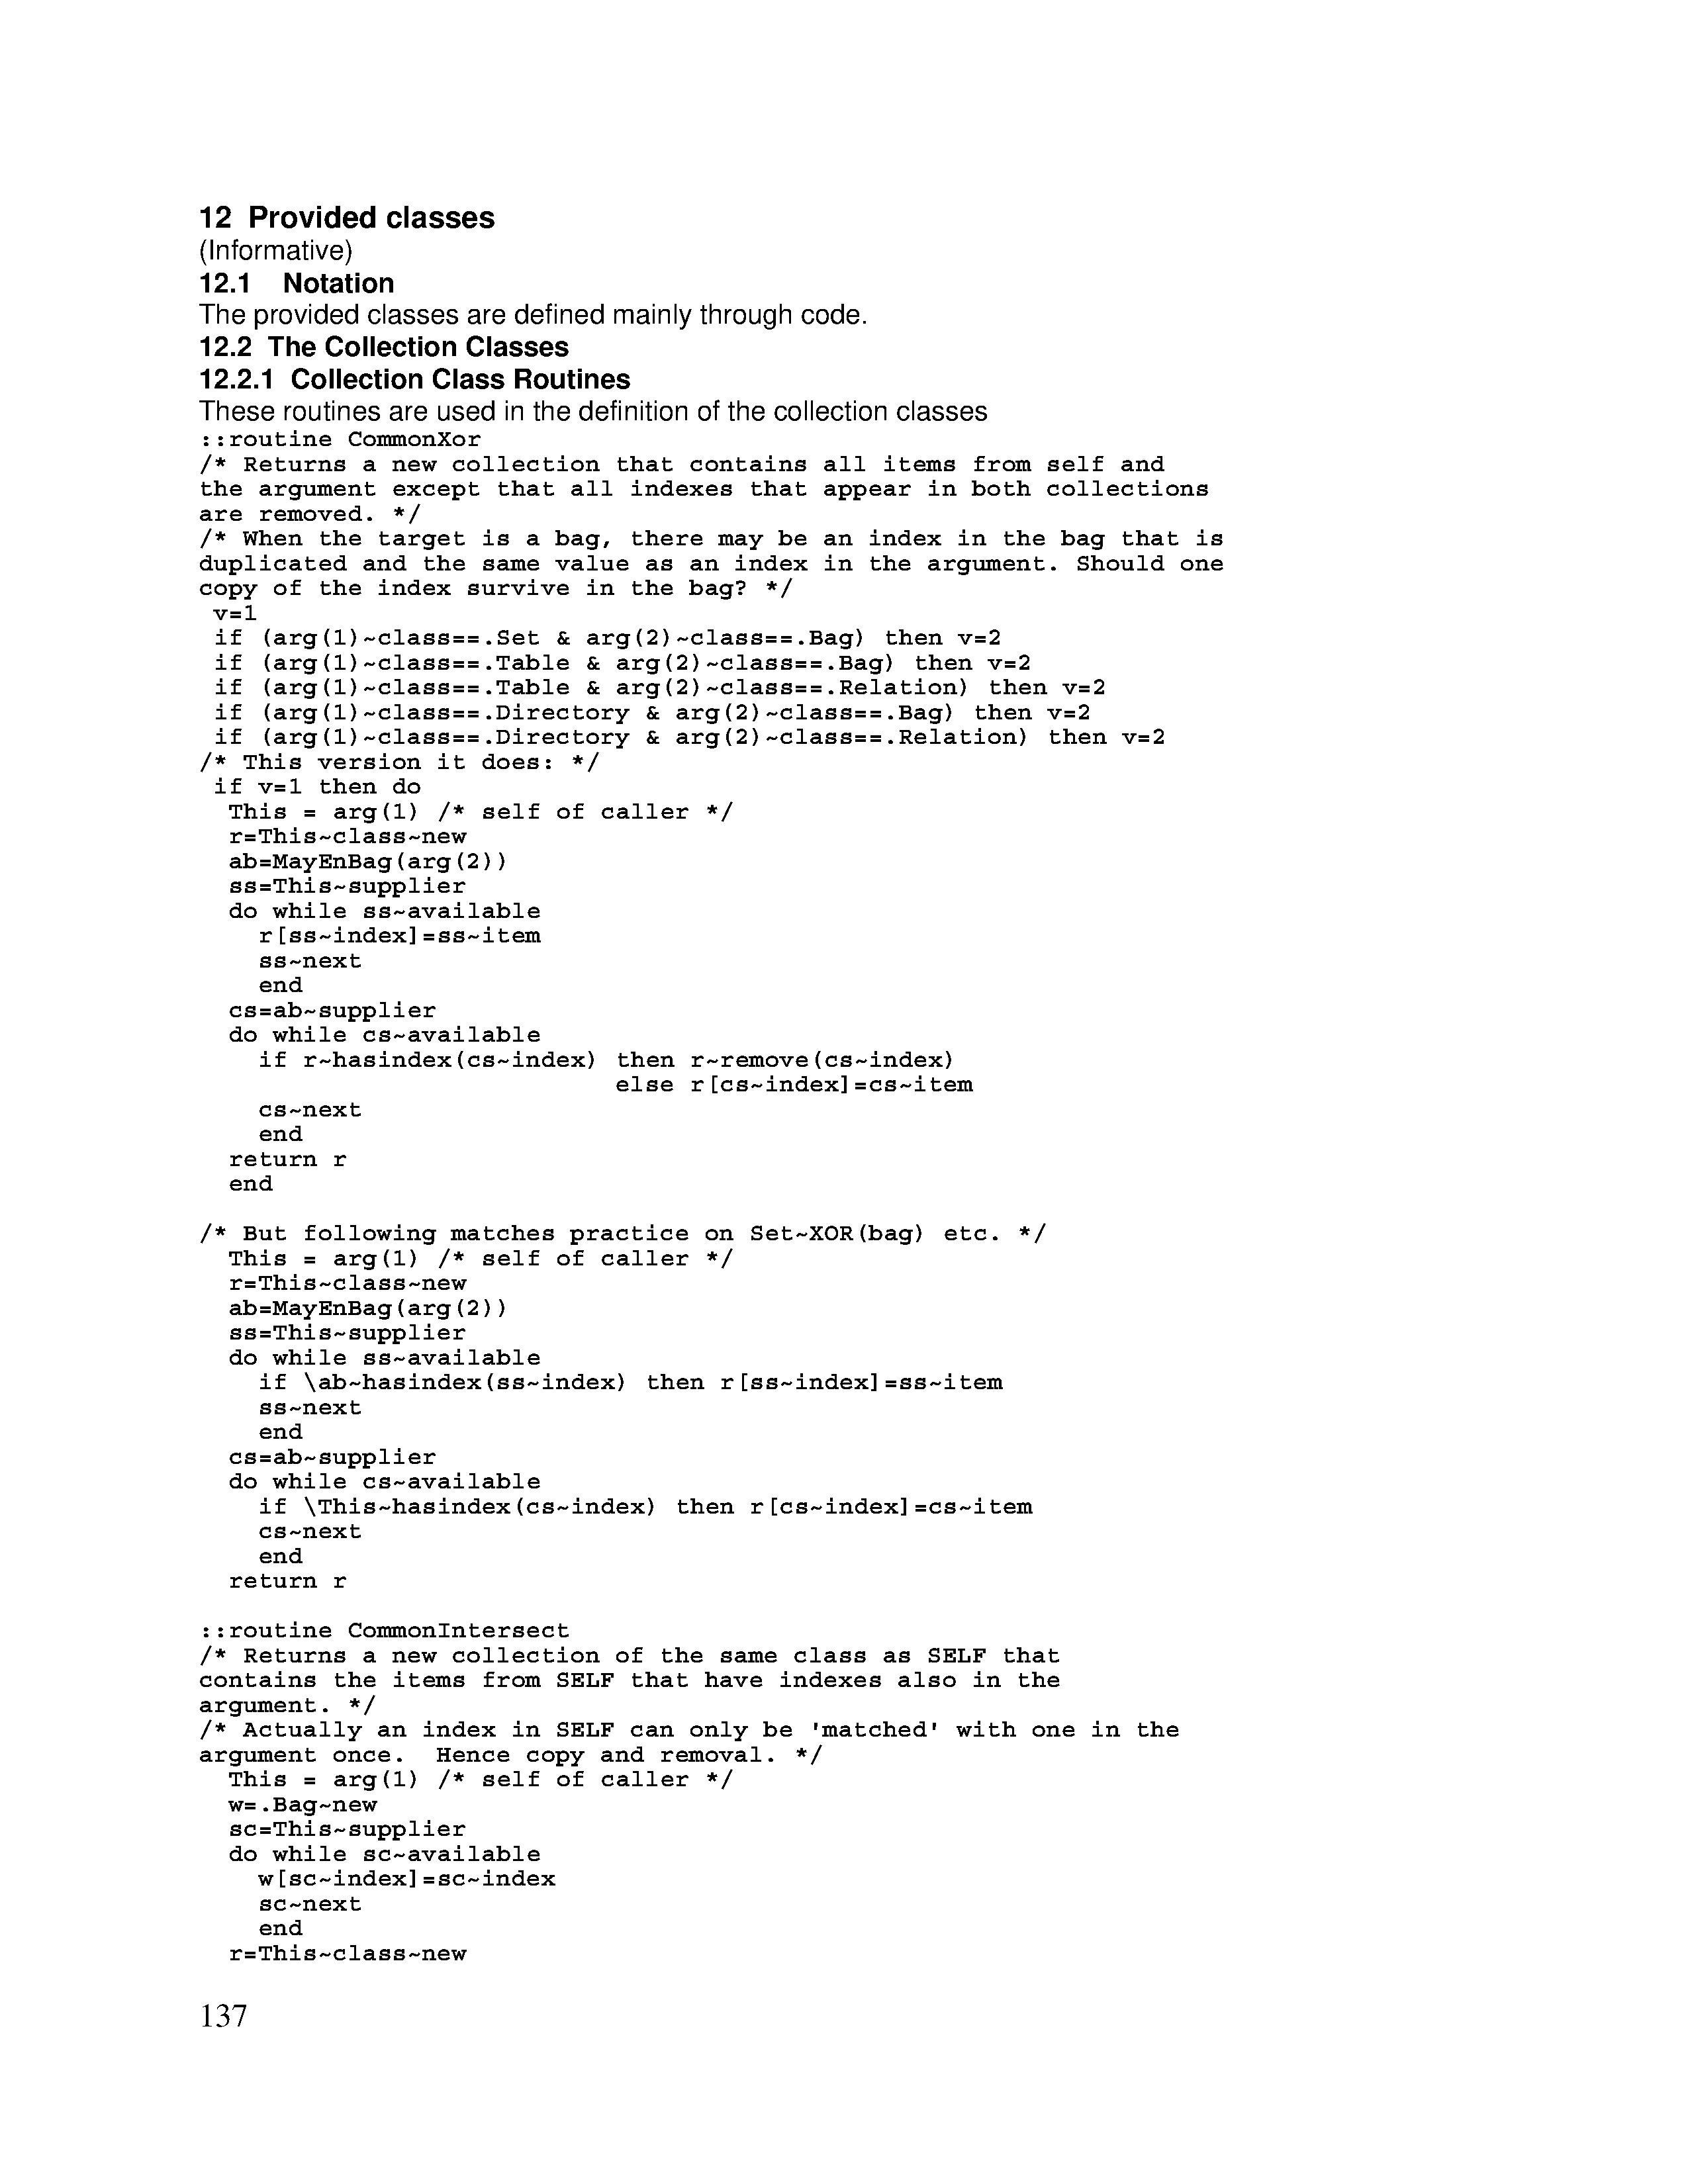 12 Provided classes
(Informative)
12.1 Notation
The provided classes are defined mainly through code.
12.2 The Collection Classes
12.2.1 Collection Class Routines
These routines are used in the definition of the collection classes
::routine CommonXor
/* Returns a new collection that contains all items from self and
the argument except that all indexes that appear in both collections
are removed. */
/* When the target is a bag, there may be an index in the bag that is
duplicated and the same value as an index in the argument. Should one
copy of the index survive in the bag? */
 v=1
 if (arg(1)~class==.Set & arg(2)~class==.Bag) then v=2
 if (arg(1)~class==.Table & arg(2)~class==.Bag) then v=2
 if (arg(1)~class==.Table & arg(2)~class==.Relation) then v=2
 if (arg(1)~class==.Directory & arg(2)~class==.Bag) then v=2
 if (arg(1)~class==.Directory & arg(2)~class==.Relation) then v=2
/* This version it does: */
 if v=1 then do
  This = arg(1) /* self of caller */
  r=This~class~new
  ab=MayEnBag(arg(2))
  ss=This~supplier
  do while ss~available
    r[ss~index]=ss~item
    ss~next
    end
  cs=ab~supplier
  do while cs~available
    if r~hasindex(cs~index) then r~remove(cs~index)
                            else r[cs~index]=cs~item
    cs~next
    end
  return r
  end

/* But following matches practice on Set~XOR(bag) etc. */
  This = arg(1) /* self of caller */
  r=This~class~new
  ab=MayEnBag(arg(2))
  ss=This~supplier
  do while ss~available
    if \ab~hasindex(ss~index) then r[ss~index]=ss~item
    ss~next
    end
  cs=ab~supplier
  do while cs~available
    if \This~hasindex(cs~index) then r[cs~index]=cs~item
    cs~next
    end
  return r

::routine CommonIntersect
/* Returns a new collection of the same class as SELF that
contains the items from SELF that have indexes also in the
argument. */
/* Actually an index in SELF can only be 'matched' with one in the
argument once.  Hence copy and removal. */
  This = arg(1) /* self of caller */
  w=.Bag~new
  sc=This~supplier
  do while sc~available
    w[sc~index]=sc~index
    sc~next
    end
  r=This~class~new

137